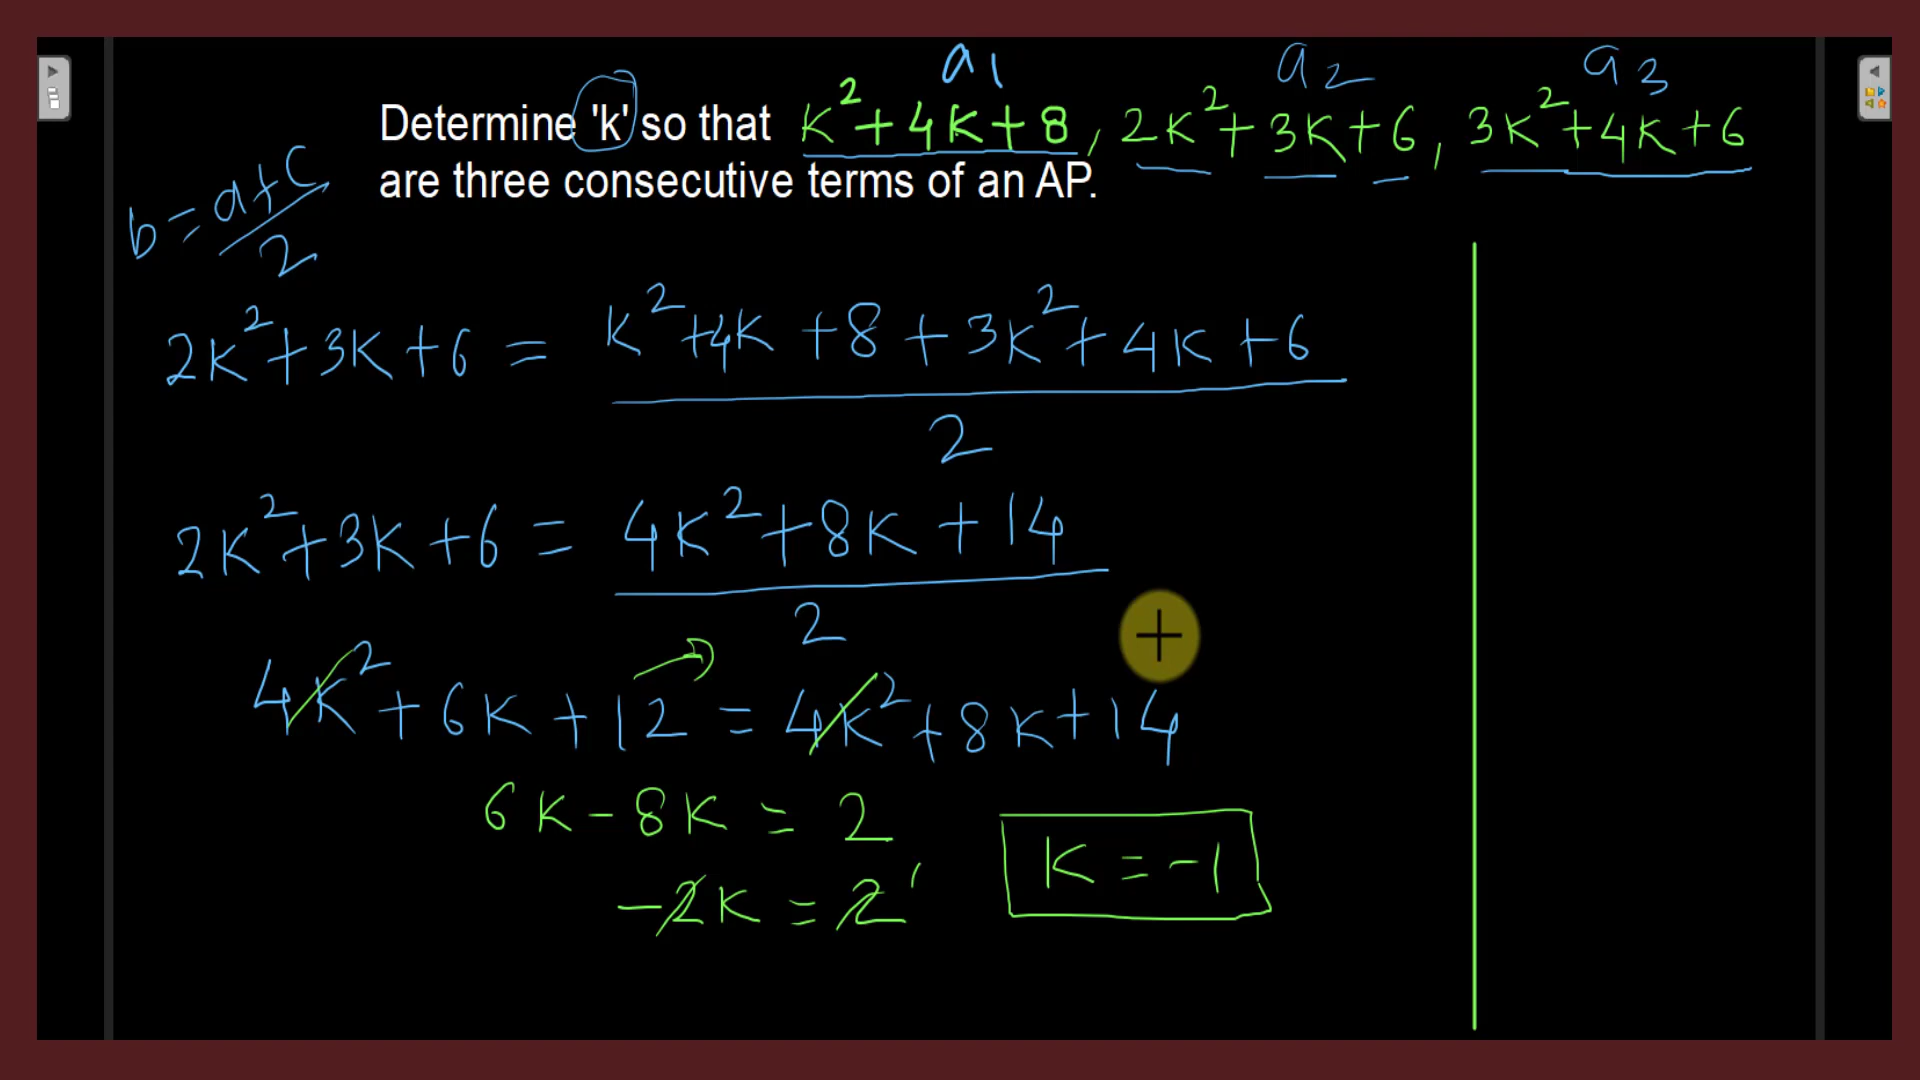 a1 a2 a3
Determine 'k' so that k²+4k+8, 2k²+3k+6, 3k²+4k+6
are three consecutive terms of an AP.
b = a+c/2
2k²+3k+6 = k²+4k+8+3k²+4k+6
2
2k²+3k+6 = 4k²+8k+14
2
4k²+6k+12 = 4k²+8k+14
6k-8k = 2
-2k = 2 1
k = -1